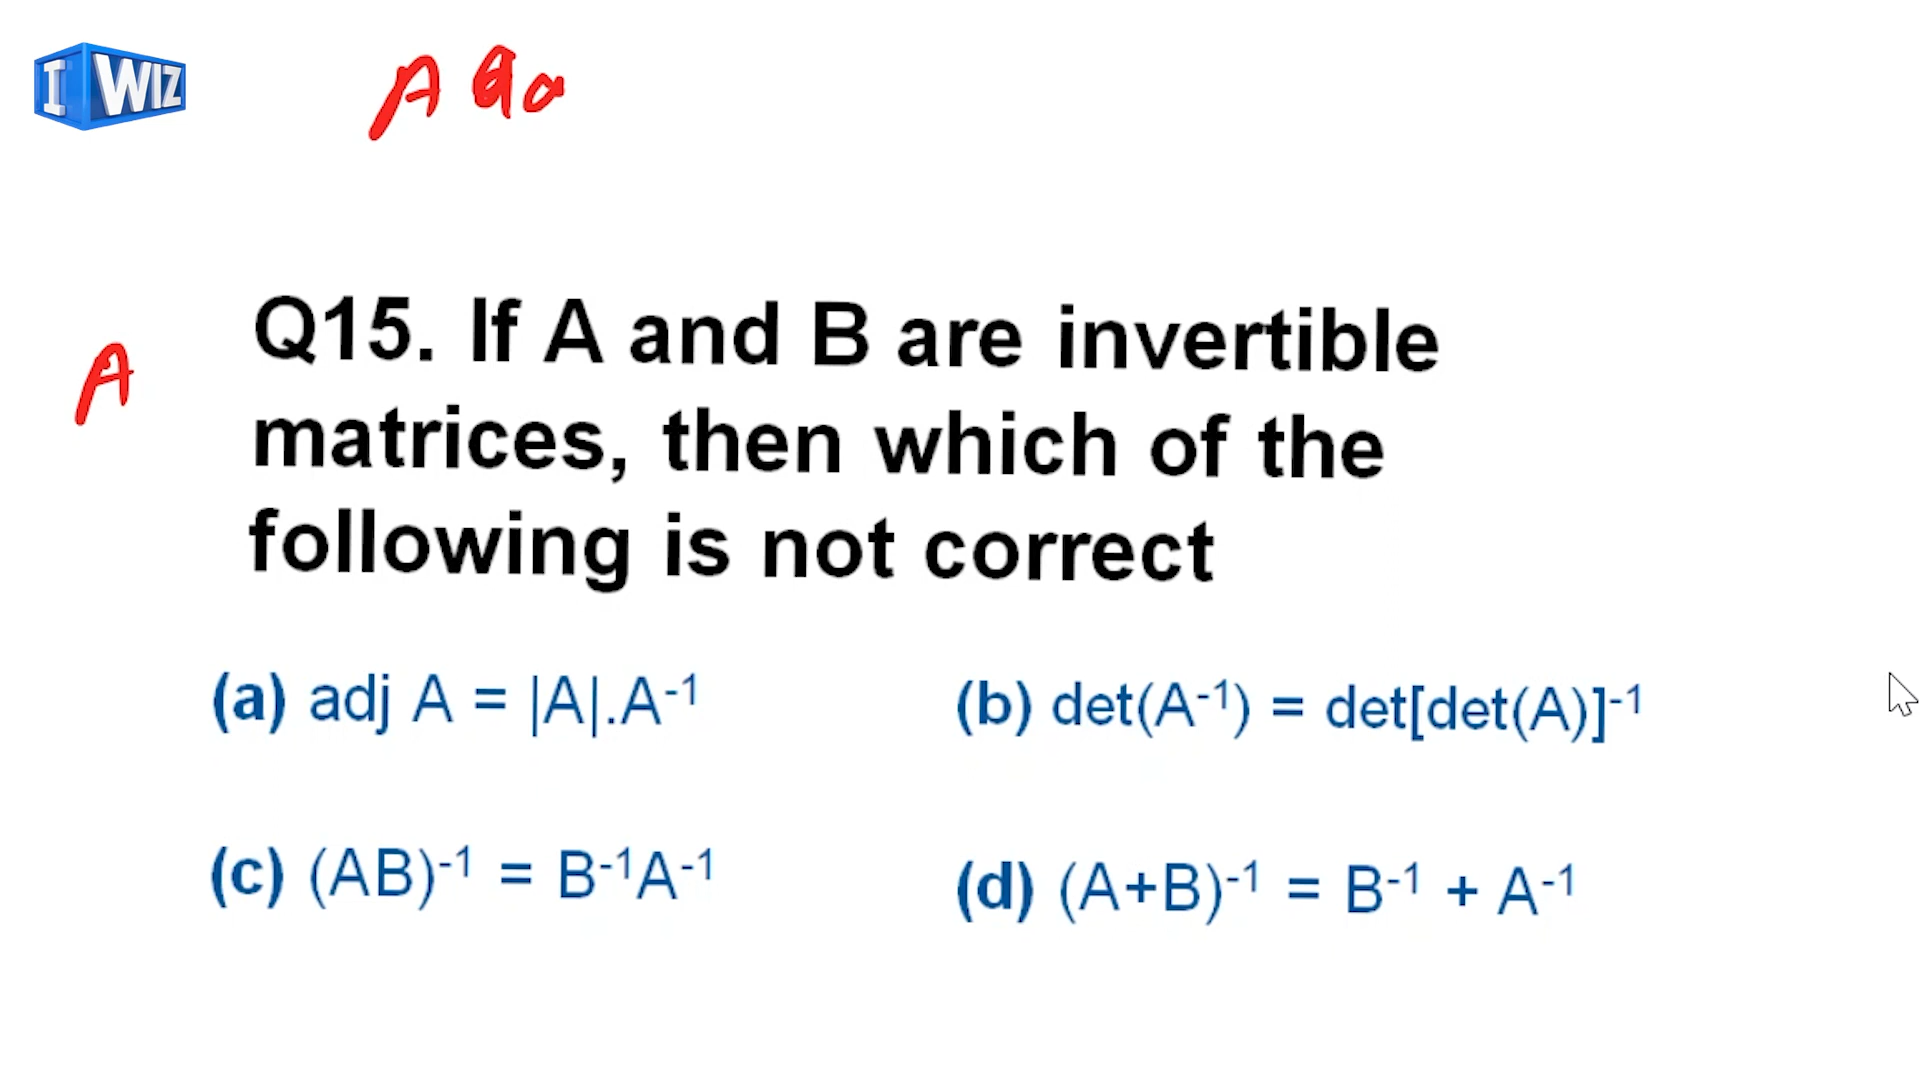 I WIZ
A
Q15. If A and B are invertible
A
matrices, then which of the
following is not correct
(a) adj A = |A|.A⁻¹
(b) det(A⁻¹) = det[det(A)]⁻¹
(c) (AB)⁻¹ = B⁻¹A⁻¹
(d) (A+B)⁻¹ = B⁻¹ + A⁻¹